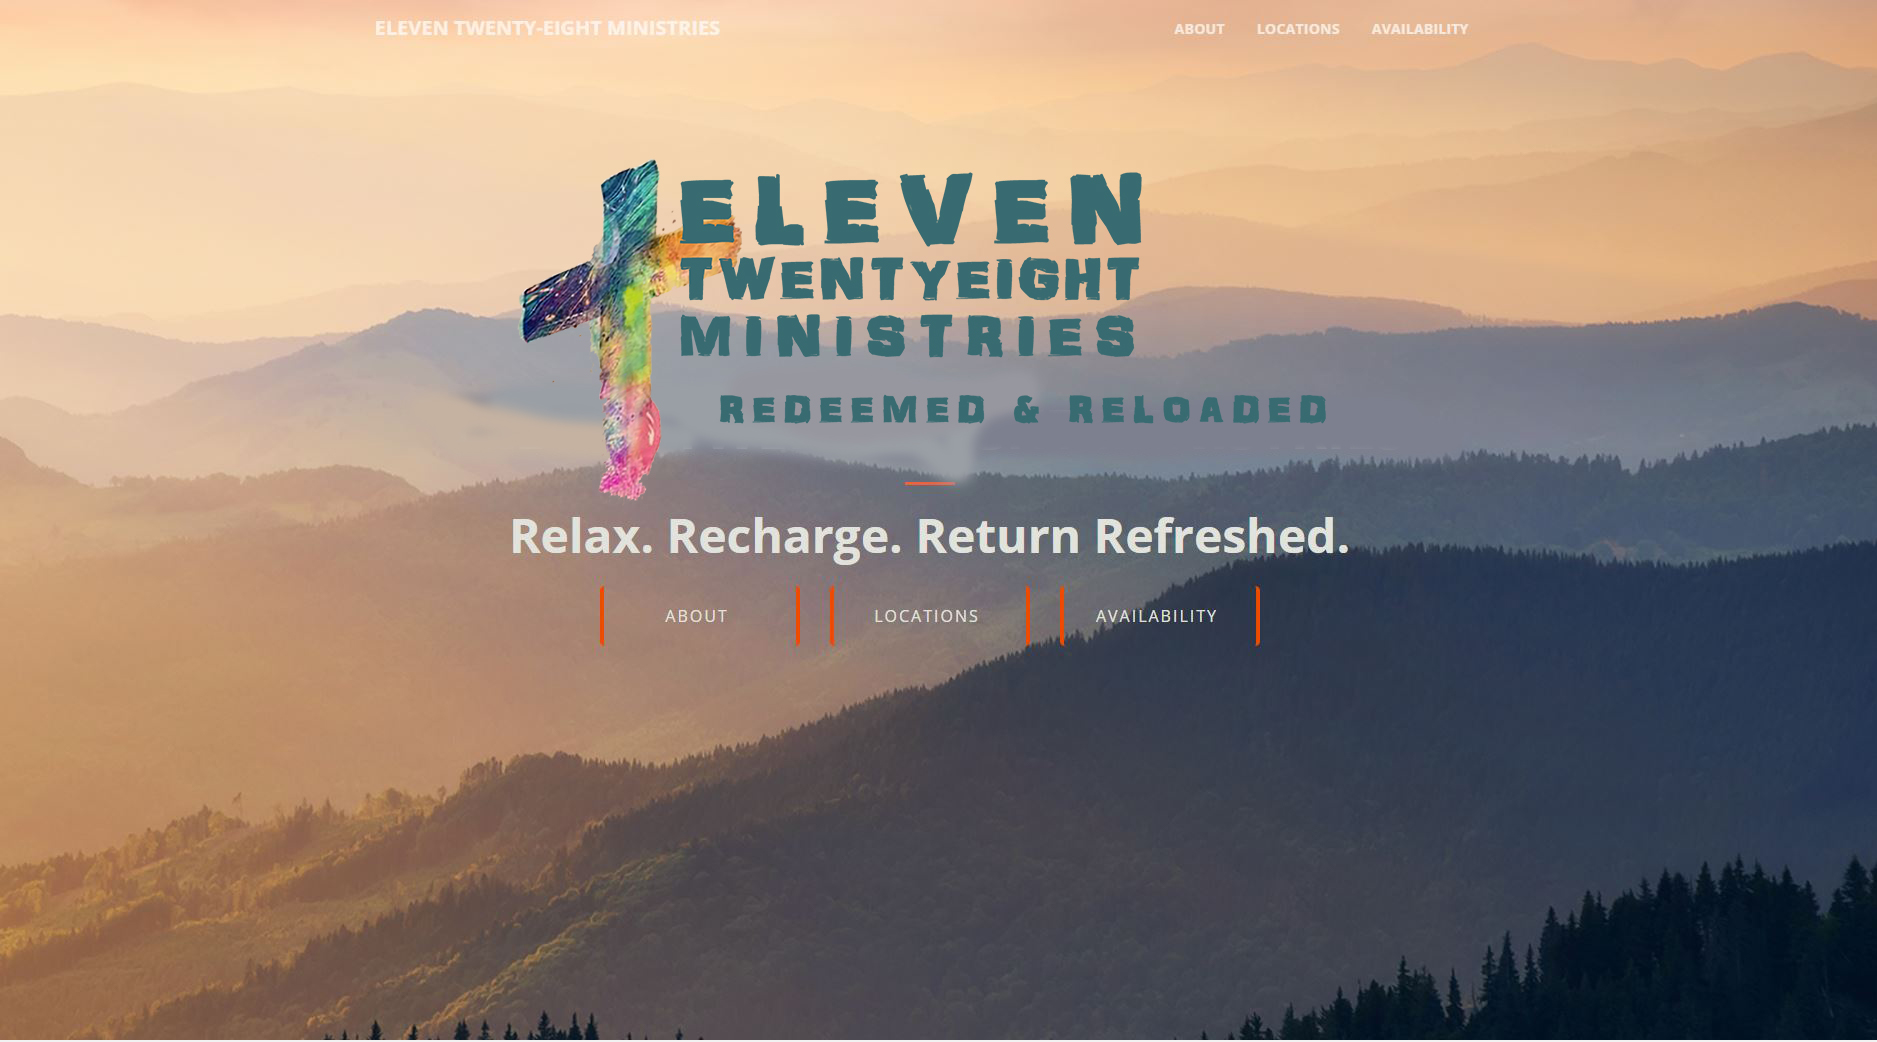 ELEVEN TWENTY-EIGHT MINISTRIES
ABOUT LOCATIONS AVAILABILITY
ELEVEN
TWENTYEIGHT
MINISTRIES
REDEEMED & RELOADED
Relax. Recharge. Return Refreshed.
ABOUT LOCATIONS AVAILABILITY